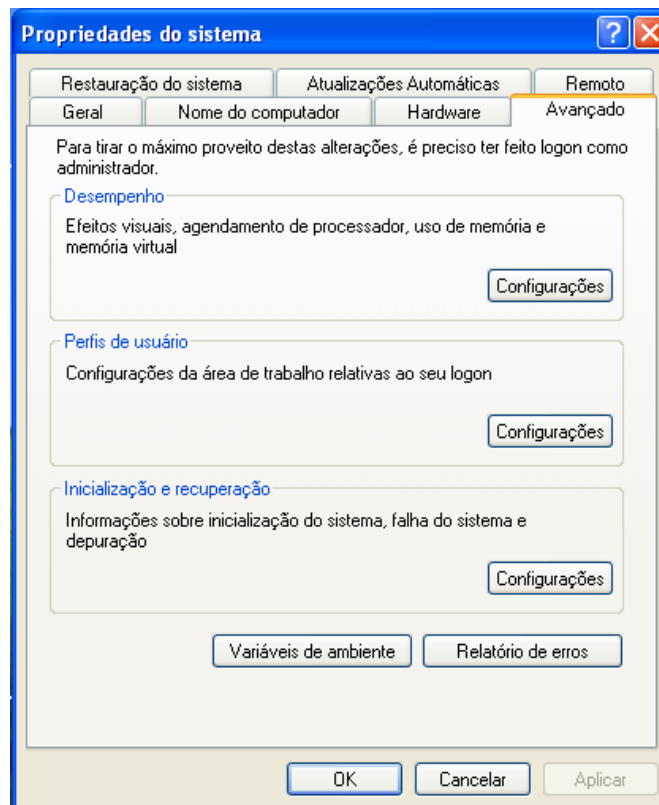 Propriedades do sistema
Restauração do sistema
Atualizações Automáticas
Remoto
Geral
Nome do computador
Hardware
Avançado
Para tirar o máximo proveito destas alterações, é preciso ter feito logon como
administrador.
Desempenho
Efeitos visuais, agendamento de processador, uso de memória e
memória virtual
Configurações
Perfis de usuário
Configurações da área de trabalho relativas ao seu logon
Configurações
Inicialização e recuperação
Informações sobre inicialização do sistema, falha do sistema e
depuração
Configurações
Variáveis de ambiente
Relatório de erros
OK
Cancelar
Aplicar